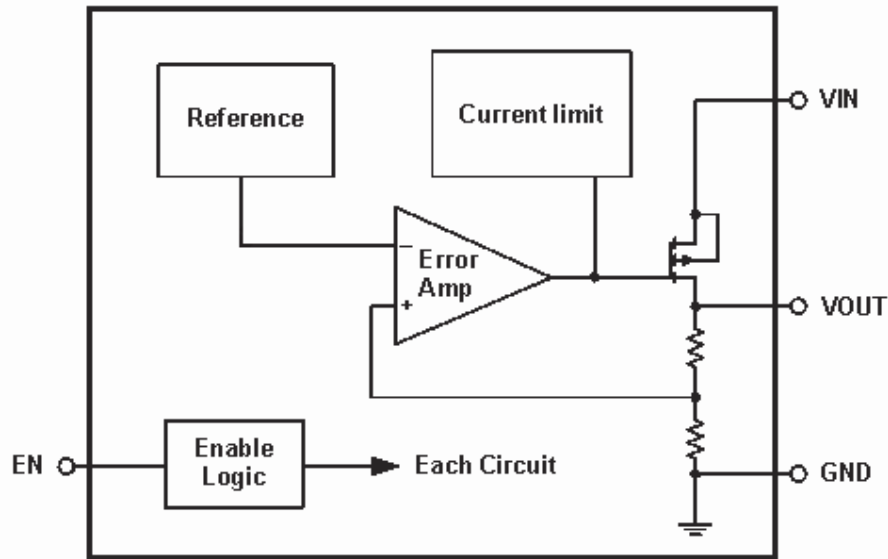 Reference
Current limit
VIN
−
Error
Amp
+
VOUT
EN
Enable
Logic
Each Circuit
GND